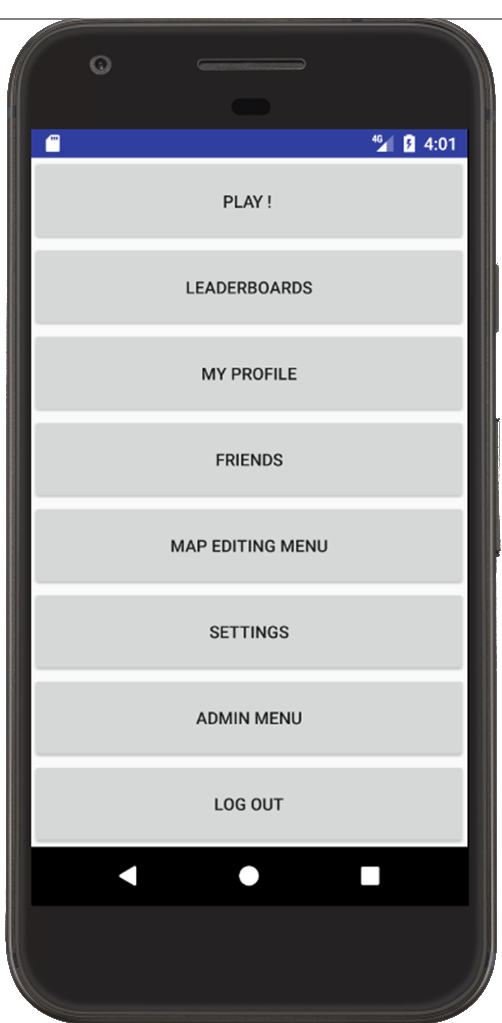 4G 4:01
PLAY !
LEADERBOARDS
MY PROFILE
FRIENDS
MAP EDITING MENU
SETTINGS
ADMIN MENU
LOG OUT